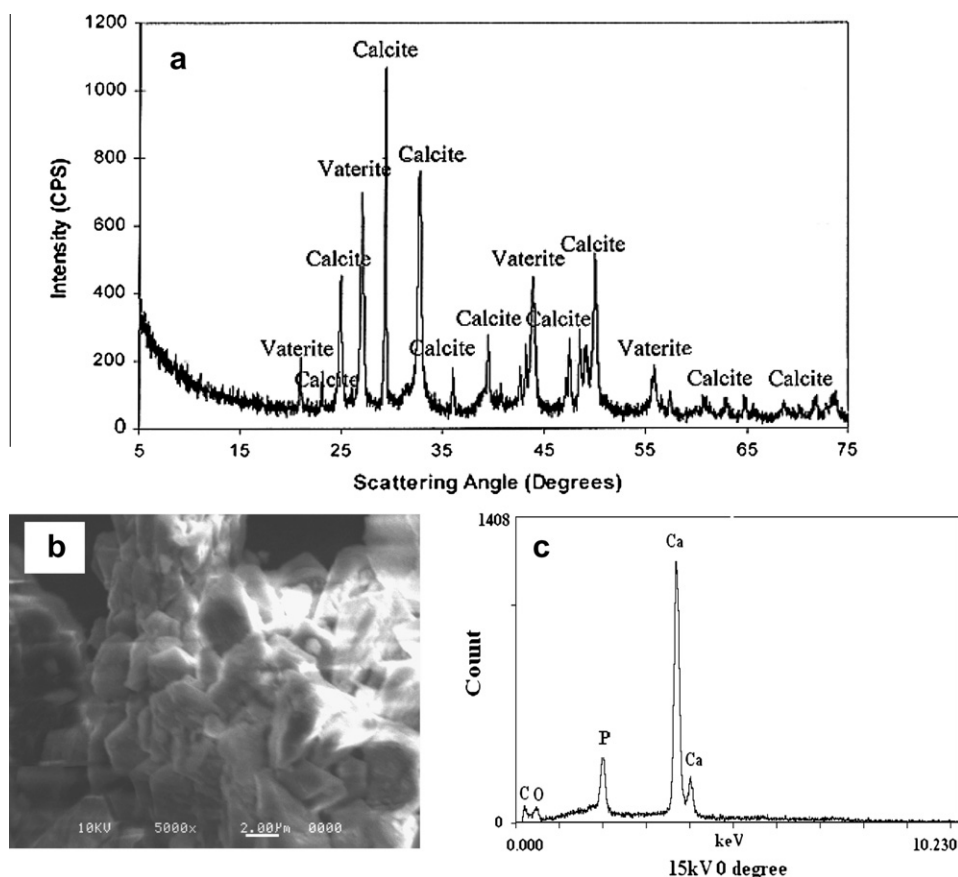 a
1200
1000
800
600
400
200
0
Intensity (CPS)
Calcite
Calcite
Vaterite
Calcite
Vaterite
Calcite
Vaterite
Calcite
Calcite
Calcite
Calcite
Vaterite
Calcite
Calcite
5 15 25 35 45 55 65 75
Scattering Angle (Degrees)
b
10KV 5000x 2.00µm 0000
c
1408
Count
Ca
P
Ca
C O
0
0.000 keV 10.230
15kV 0 degree